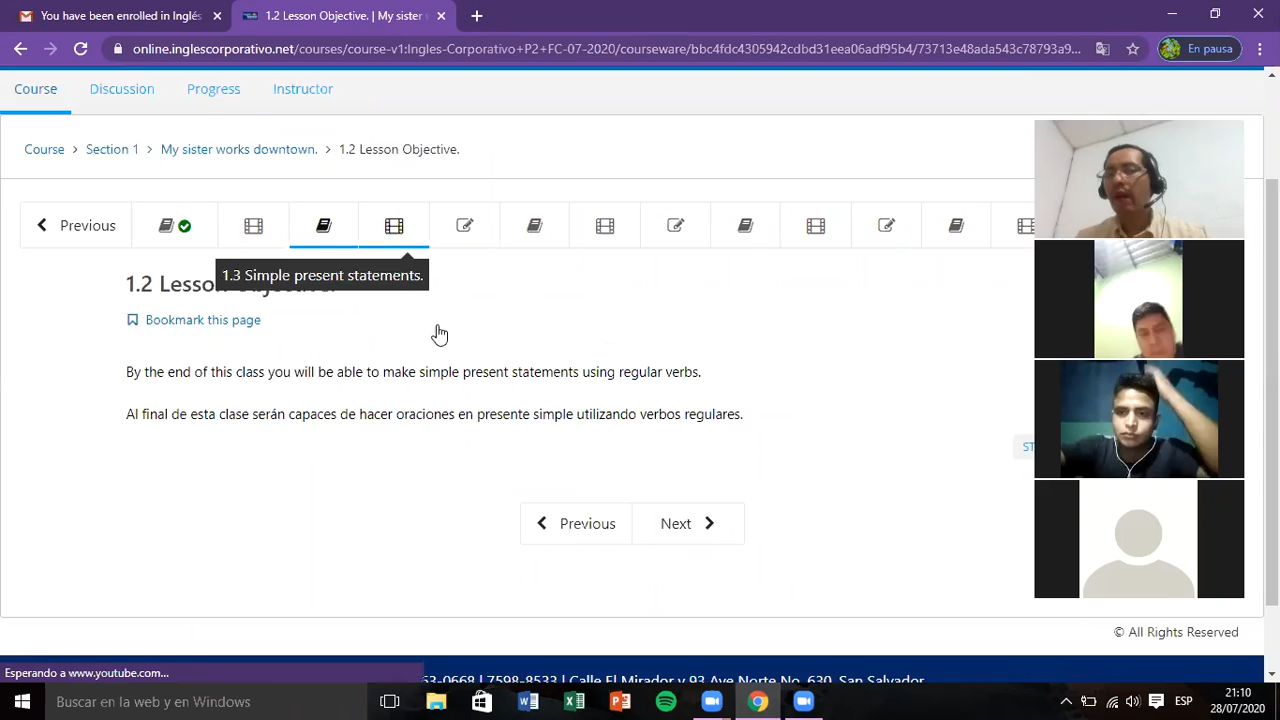 You have been enrolled in Inglés
1.2 Lesson Objective. | My sister
online.inglescorporativo.net/courses/course-v1:Ingles-Corporativo+P2+FC-07-2020/courseware/bbc4fdc4305942cdbd31eea06adf95b4/73713e48ada543c78793a9...
En pausa
Course Discussion Progress Instructor
Course > Section 1 > My sister works downtown. > 1.2 Lesson Objective.
Previous
1.3 Simple present statements.
1.2
Bookmark this page
By the end of this class you will be able to make simple present statements using regular verbs.
Al final de esta clase serán capaces de hacer oraciones en presente simple utilizando verbos regulares.
ST
Previous Next
© All Rights Reserved
Esperando a www.youtube.com...
63-0668 | 7598-8533 | Calle El Mirador y 93 Ave Norte No. 630, San Salvador
Buscar en la web y en Windows
ESP
21:10
28/07/2020